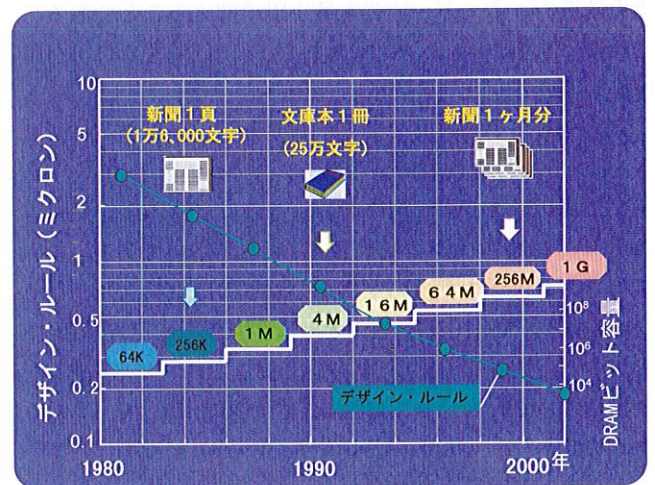 10
5
2
1
0.5
0.2
0.1
デザイン・ルール（ミクロン）
新聞1頁
(1万6,000文字)
文庫本1冊
(25万文字)
新聞1ヶ月分
64K
256K
1M
4M
16M
64M
256M
1G
デザイン・ルール
10⁸
10⁶
10⁴
DRAMビット容量
1980
1990
2000年